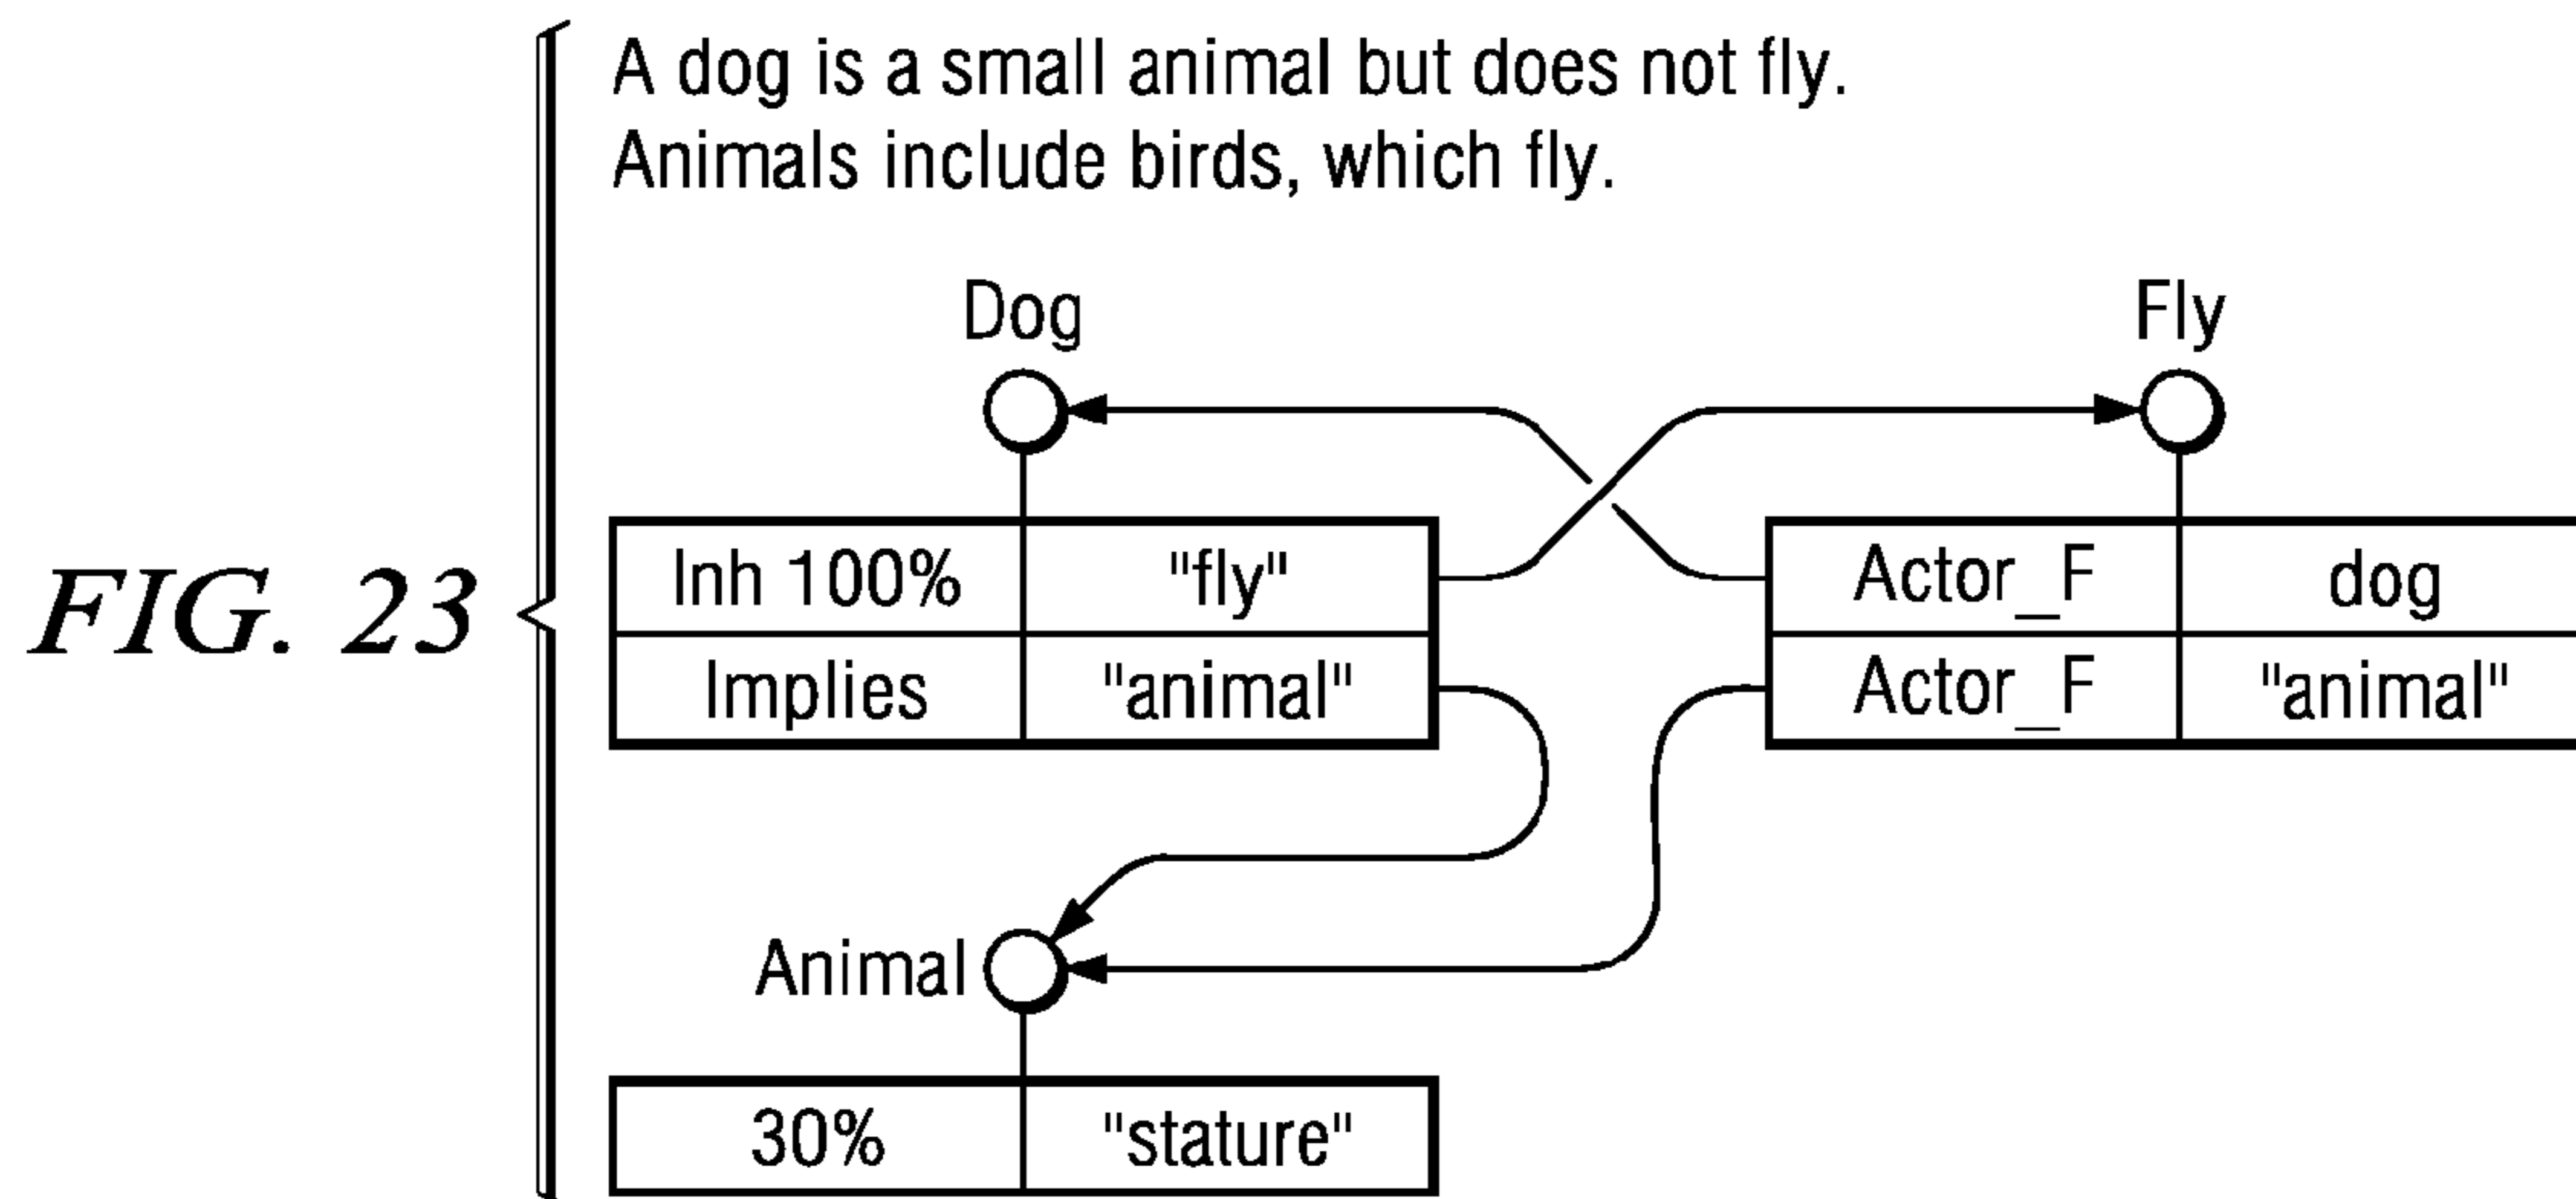 A dog is a small animal but does not fly.
Animals include birds, which fly.
Dog
Fly
Inh 100% "fly"
Actor_F dog
FIG. 23
Implies "animal"
Actor_F "animal"
Animal
30% "stature"